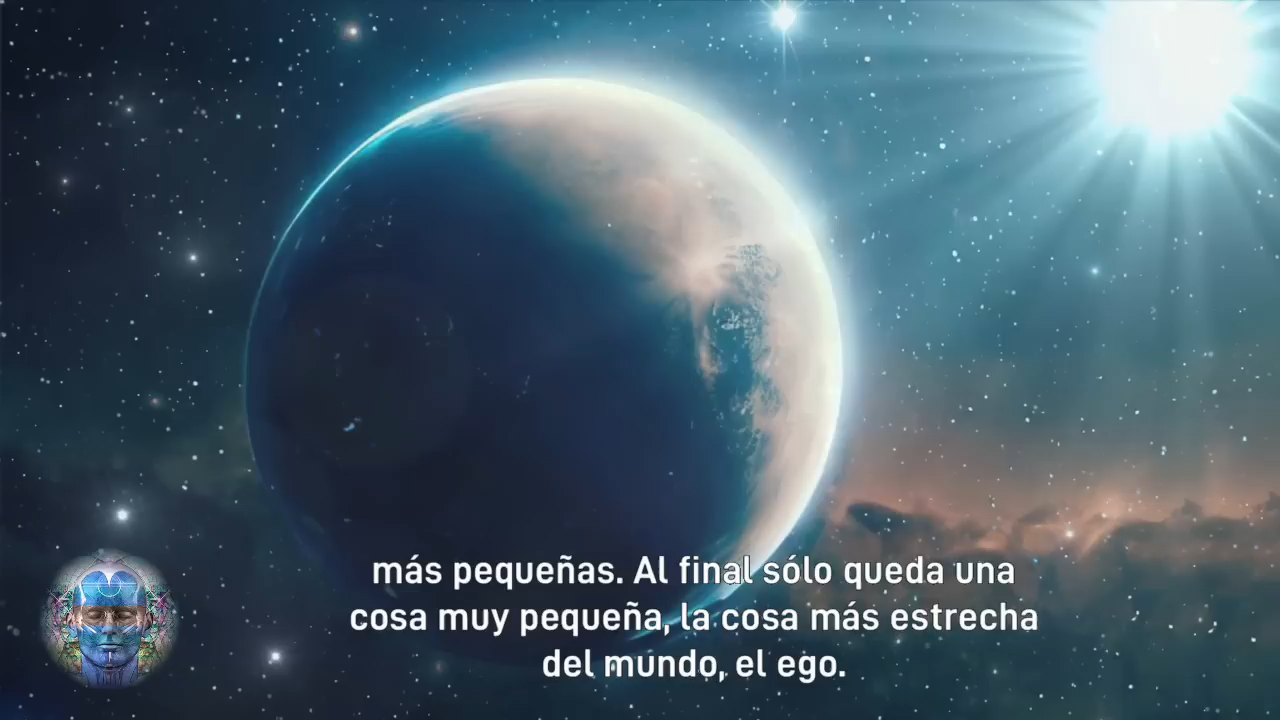 más pequeñas. Al final sólo queda una
cosa muy pequeña, la cosa más estrecha
del mundo, el ego.